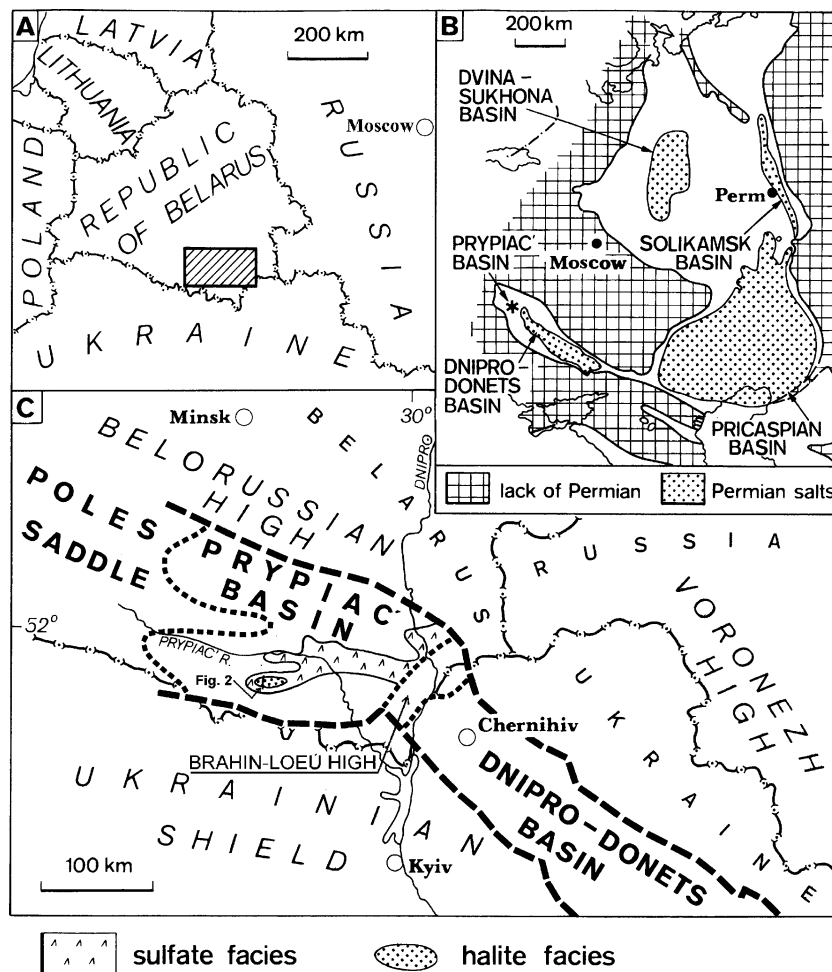 A
LATVIA
LITHUANIA
POLAND
REPUBLIC
OF BELARUS
RUSSIA
UKRAINE
Moscow
200 km
B
200 km
DVINA –
SUKHONA
BASIN
Perm
PRYPIAC'
BASIN
Moscow
SOLIKAMSK
BASIN
DNIPRO-
DONETS
BASIN
PRICASPIAN
BASIN
lack of Permian
Permian salts
C
Minsk
30°
BELARUS
DNIPRO
BELORUSSIAN
HIGH
POLES
SADDLE
PRYPIAC'
BASIN
RUSSIA
VORONEZH
HIGH
52°
PRYPIAC' R.
Fig. 2
Chernihiv
UKRAINE
BRAHIN-LOEŬ HIGH
UKRAINIAN
SHIELD
DNIPRO-DONETS
BASIN
Kyiv
100 km
sulfate facies
halite facies